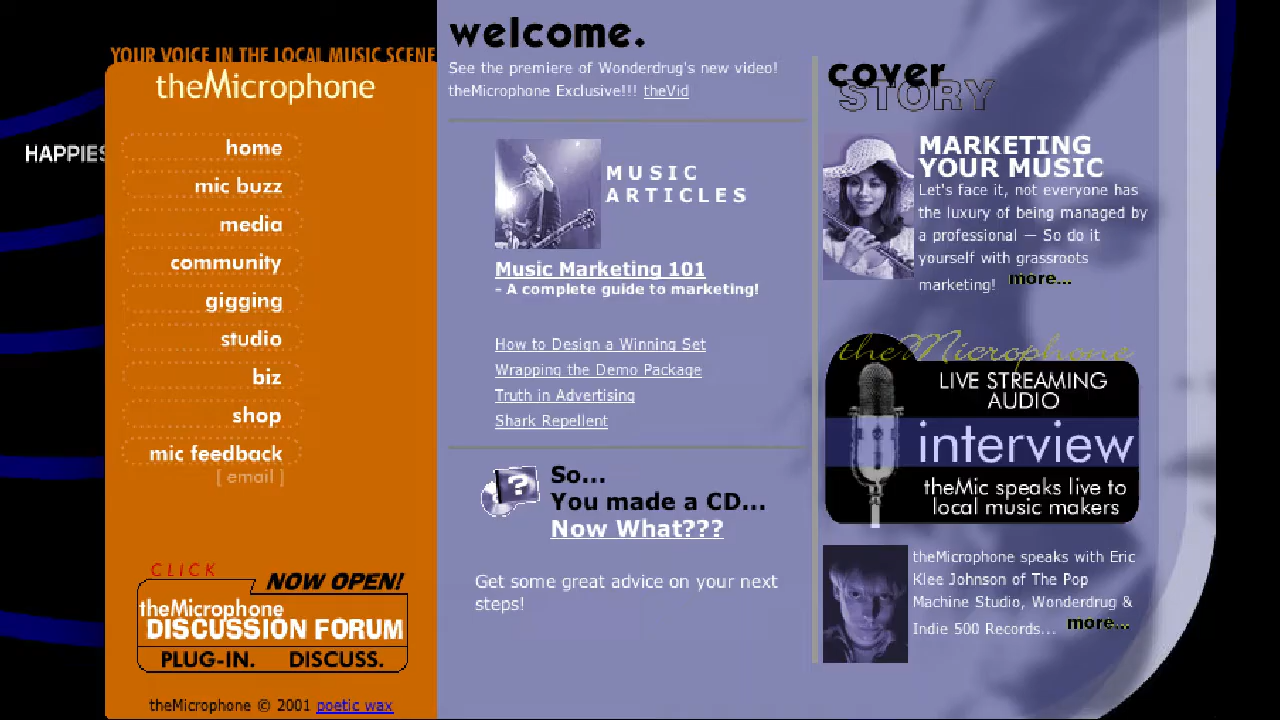 YOUR VOICE IN THE LOCAL MUSIC SCENE
theMicrophone
HAPPIES
home
mic buzz
media
community
gigging
studio
biz
shop
mic feedback
[ email ]
CLICK
NOW OPEN!
theMicrophone
DISCUSSION FORUM
PLUG-IN. DISCUSS.
theMicrophone © 2001 poetic wax
welcome.
See the premiere of Wonderdrug's new video!
theMicrophone Exclusive!!! theVid
MUSIC
ARTICLES
Music Marketing 101
- A complete guide to marketing!
How to Design a Winning Set
Wrapping the Demo Package
Truth in Advertising
Shark Repellent
So...
You made a CD...
Now What???
Get some great advice on your next
steps!
cover
STORY
MARKETING
YOUR MUSIC
Let's face it, not everyone has
the luxury of being managed by
a professional — So do it
yourself with grassroots
marketing! more...
theMicrophone
LIVE STREAMING
AUDIO
interview
theMic speaks live to
local music makers
theMicrophone speaks with Eric
Klee Johnson of The Pop
Machine Studio, Wonderdrug &
Indie 500 Records... more...